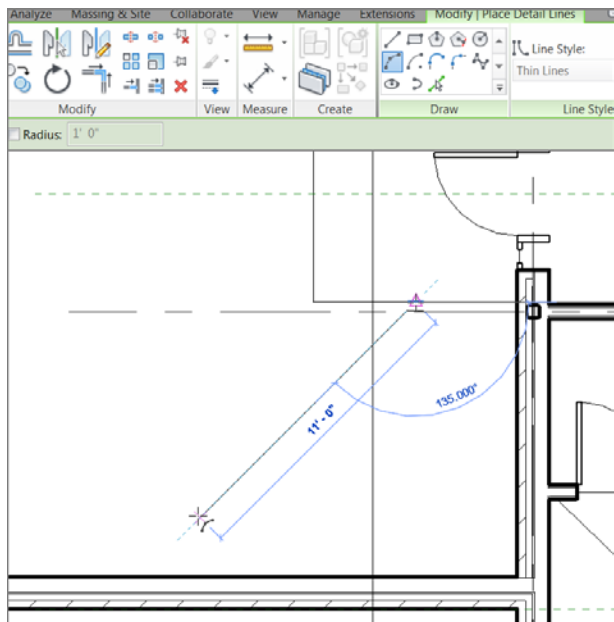 Analyze Massing & Site Collaborate View Manage Extensions Modify | Place Detail Lines
Line Style:
Thin Lines
Modify View Measure Create Draw Line Style
Radius: 1' 0"
135.000°
11' - 0"